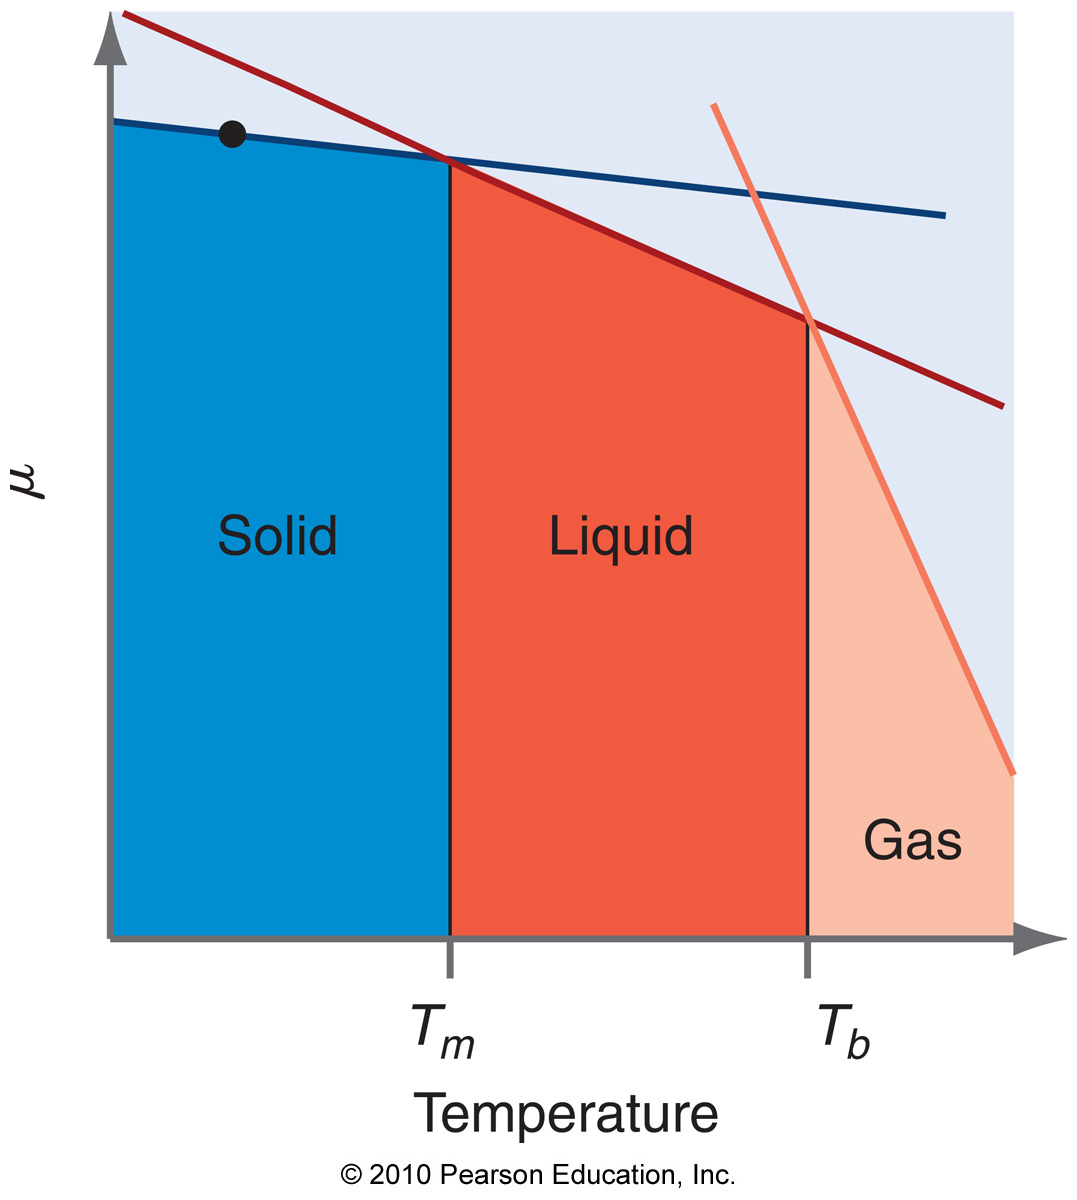 μ
Solid
Liquid
Gas
Tm
Tb
Temperature
© 2010 Pearson Education, Inc.